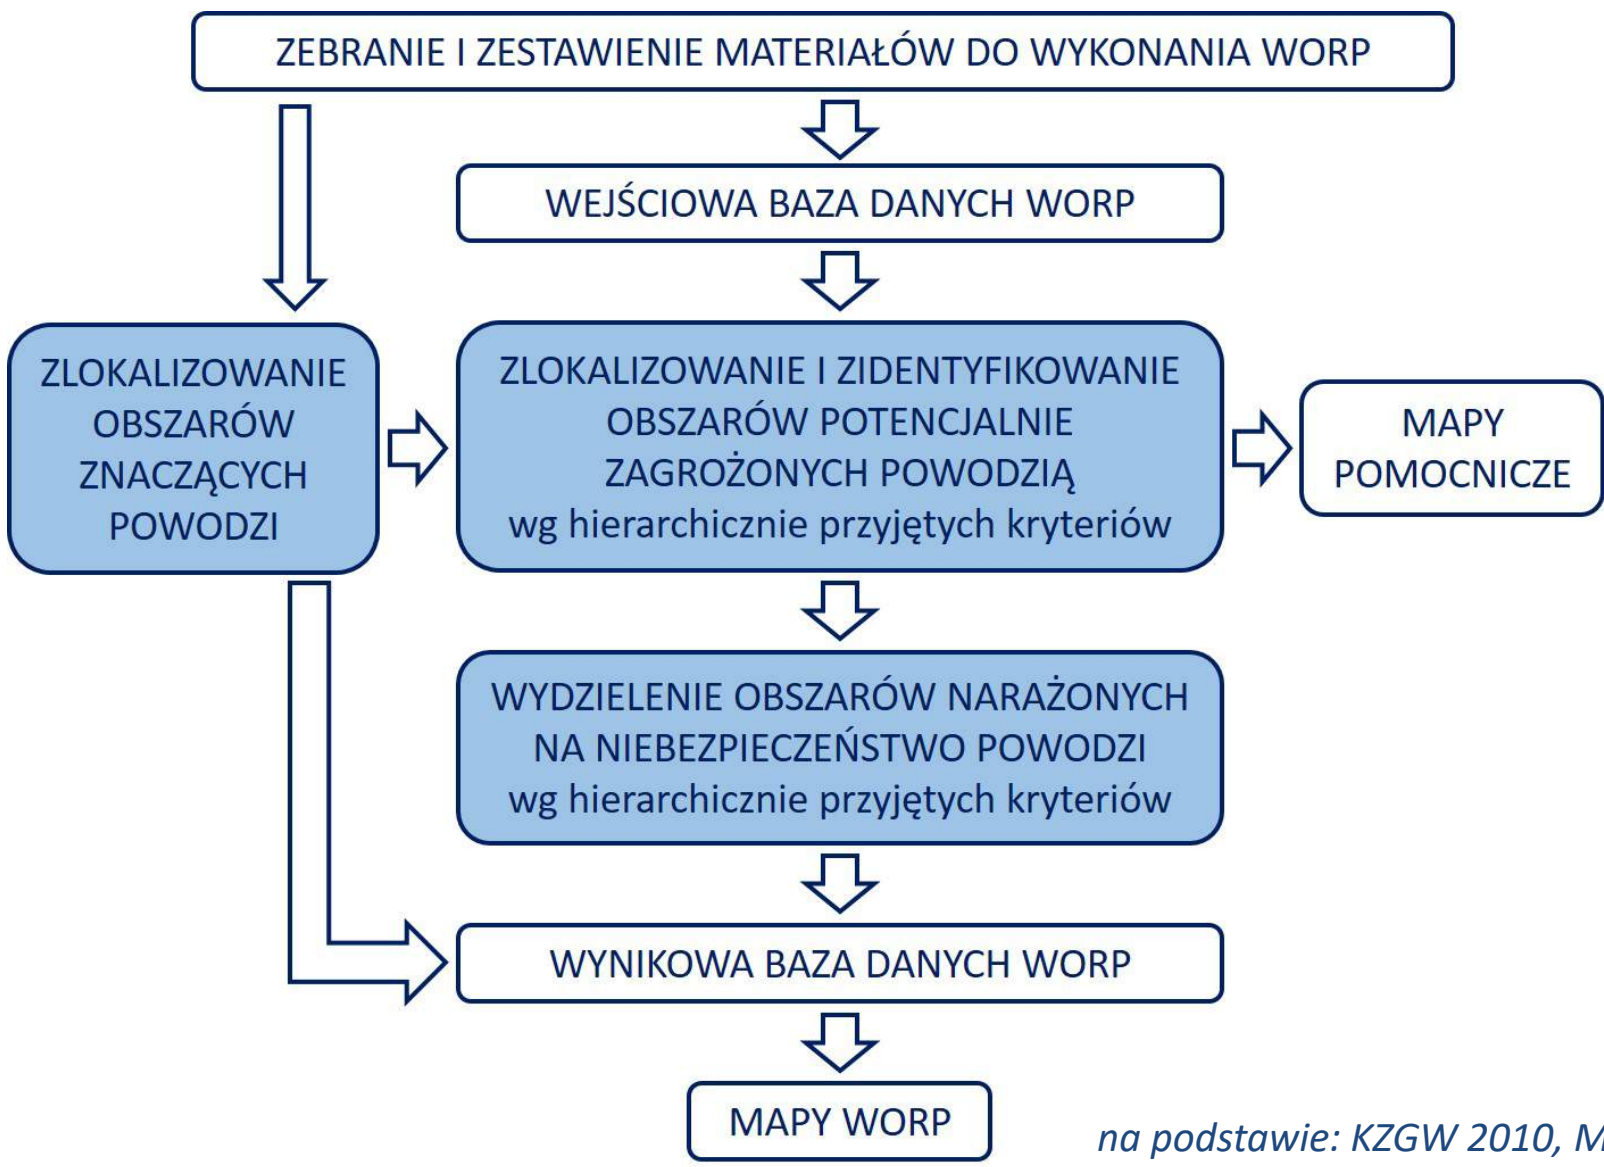 ZEBRANIE I ZESTAWIENIE MATERIAŁÓW DO WYKONANIA WORP
WEJŚCIOWA BAZA DANYCH WORP
ZLOKALIZOWANIE
OBSZARÓW
ZNACZĄCYCH
POWODZI
ZLOKALIZOWANIE I ZIDENTYFIKOWANIE
OBSZARÓW POTENCJALNIE
ZAGROŻONYCH POWODZIĄ
wg hierarchicznie przyjętych kryteriów
MAPY
POMOCNICZE
WYDZIELENIE OBSZARÓW NARAŻONYCH
NA NIEBEZPIECZEŃSTWO POWODZI
wg hierarchicznie przyjętych kryteriów
WYNIKOWA BAZA DANYCH WORP
MAPY WORP
na podstawie: KZGW 2010, M